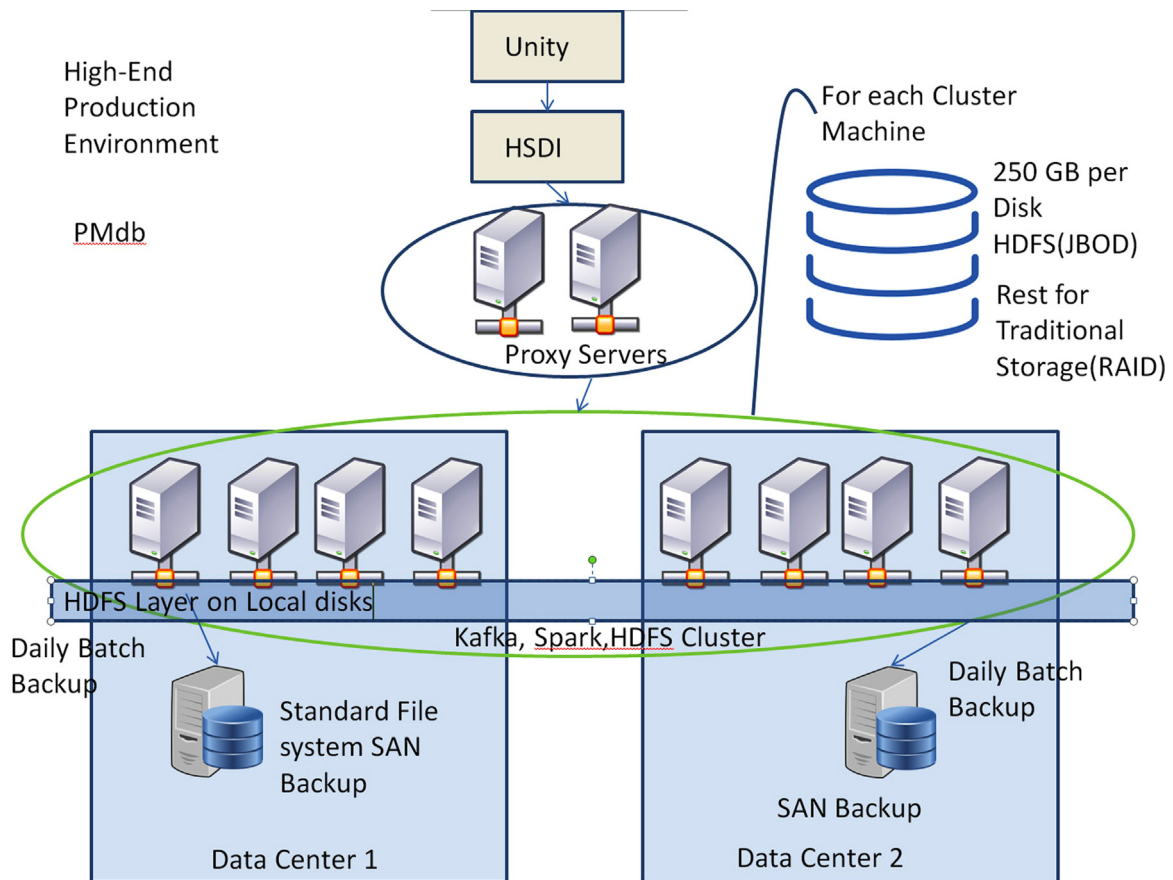 Unity
High-End
Production
Environment
HSDI
For each Cluster
Machine
250 GB per
Disk
HDFS(JBOD)
Rest for
Traditional
Storage(RAID)
PMdb
Proxy Servers
HDFS Layer on Local disks
Kafka, Spark,HDFS Cluster
Daily Batch
Backup
Standard File
system SAN
Backup
Daily Batch
Backup
SAN Backup
Data Center 1
Data Center 2